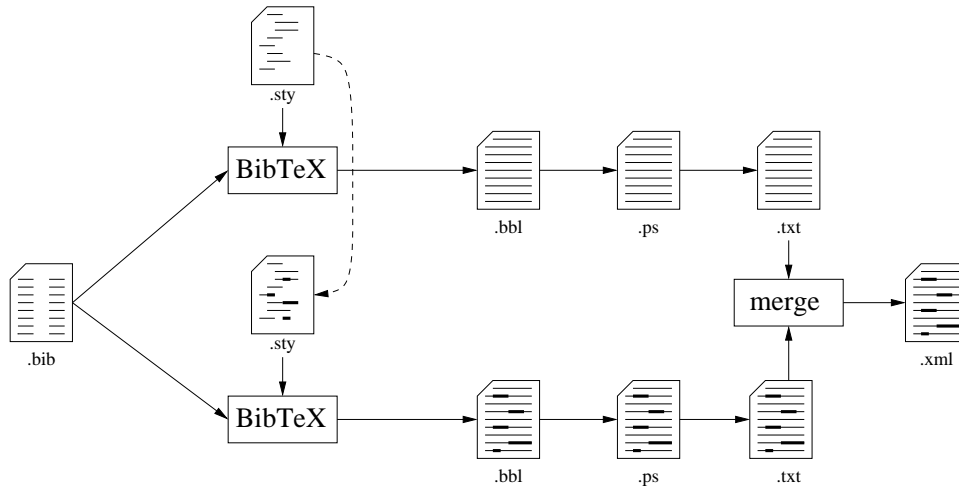 .sty
BibTeX
.bbl
.ps
.txt
merge
.bib
.sty
.xml
BibTeX
.bbl
.ps
.txt